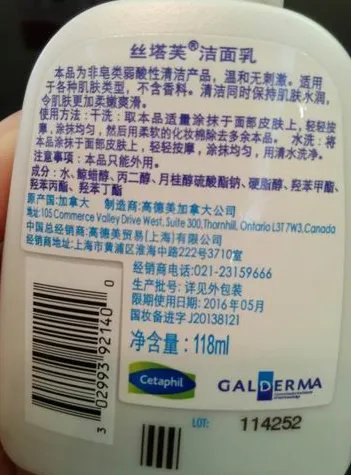 丝塔芙®洁面乳
本品为非皂类弱酸性清洁产品，温和无刺激。适用
于各种肌肤类型，不含香料。清洁同时保持肌肤水润，
令肌肤更加柔嫩爽滑。
使用方法：干洗：取本品适量涂抹于面部皮肤上，轻轻按
摩，涂抹均匀，然后用柔软的化妆棉除去多余本品。 水洗：将
本品涂抹于面部皮肤上，轻轻按摩，涂抹均匀，用清水洗净。
注意事项：本品只能外用。
成分：水、鲸蜡醇、丙二醇、月桂醇硫酸酯钠、硬脂醇、羟苯甲酯、
羟苯丙酯、羟苯丁酯
原产国:加拿大 制造商:高德美加拿大公司
地址:105 Commerce Valley Drive West, Suite 300,Thornhill, Ontario L3T 7W3,Canada
中国总经销商:高德美贸易(上海)有限公司
经销商地址:上海市黄浦区淮海中路222号3710室
经销商电话:021-23159666
生产批号: 详见外包装
限期使用日期: 2016年05月
国妆备进字J20138121
净含量：118ml
Cetaphil
GALDERMA
3 02993 92140 0
LOT: 114252